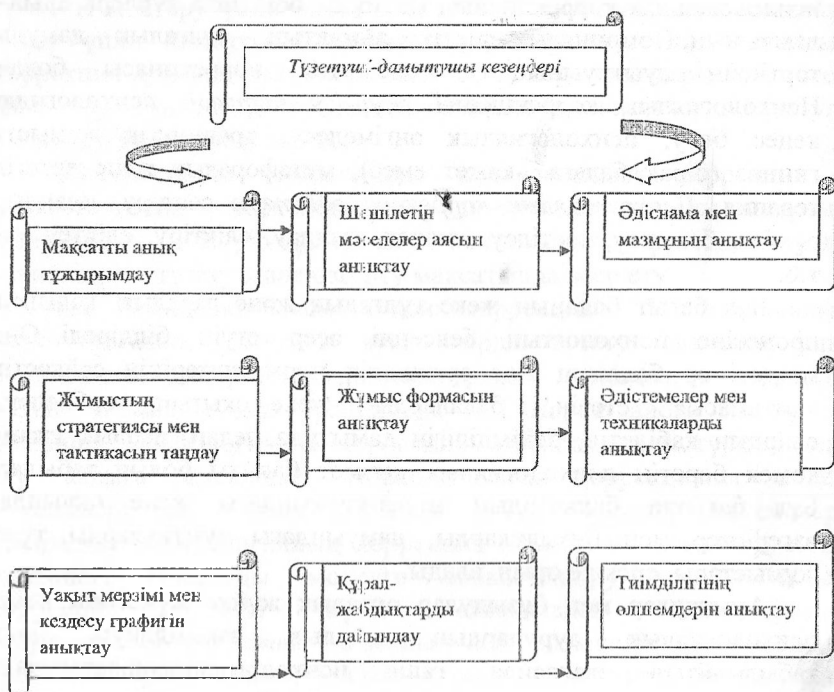 Түзетуші-дамытушы кезеңдері
Мақсатты анық
тұжырымдау
Шешілетін
мәселелер аясын
анықтау
Әдіснама мен
мазмұнын анықтау
Жұмыстың
стратегиясы мен
тактикасын таңдау
Жұмыс формасын
анықтау
Әдістемелер мен
техникаларды
анықтау
Уақыт мерзімі мен
кездесу графигін
анықтау
жабдықтарды
дайындау
Тиімділігінің
өлшемдерін анықтау